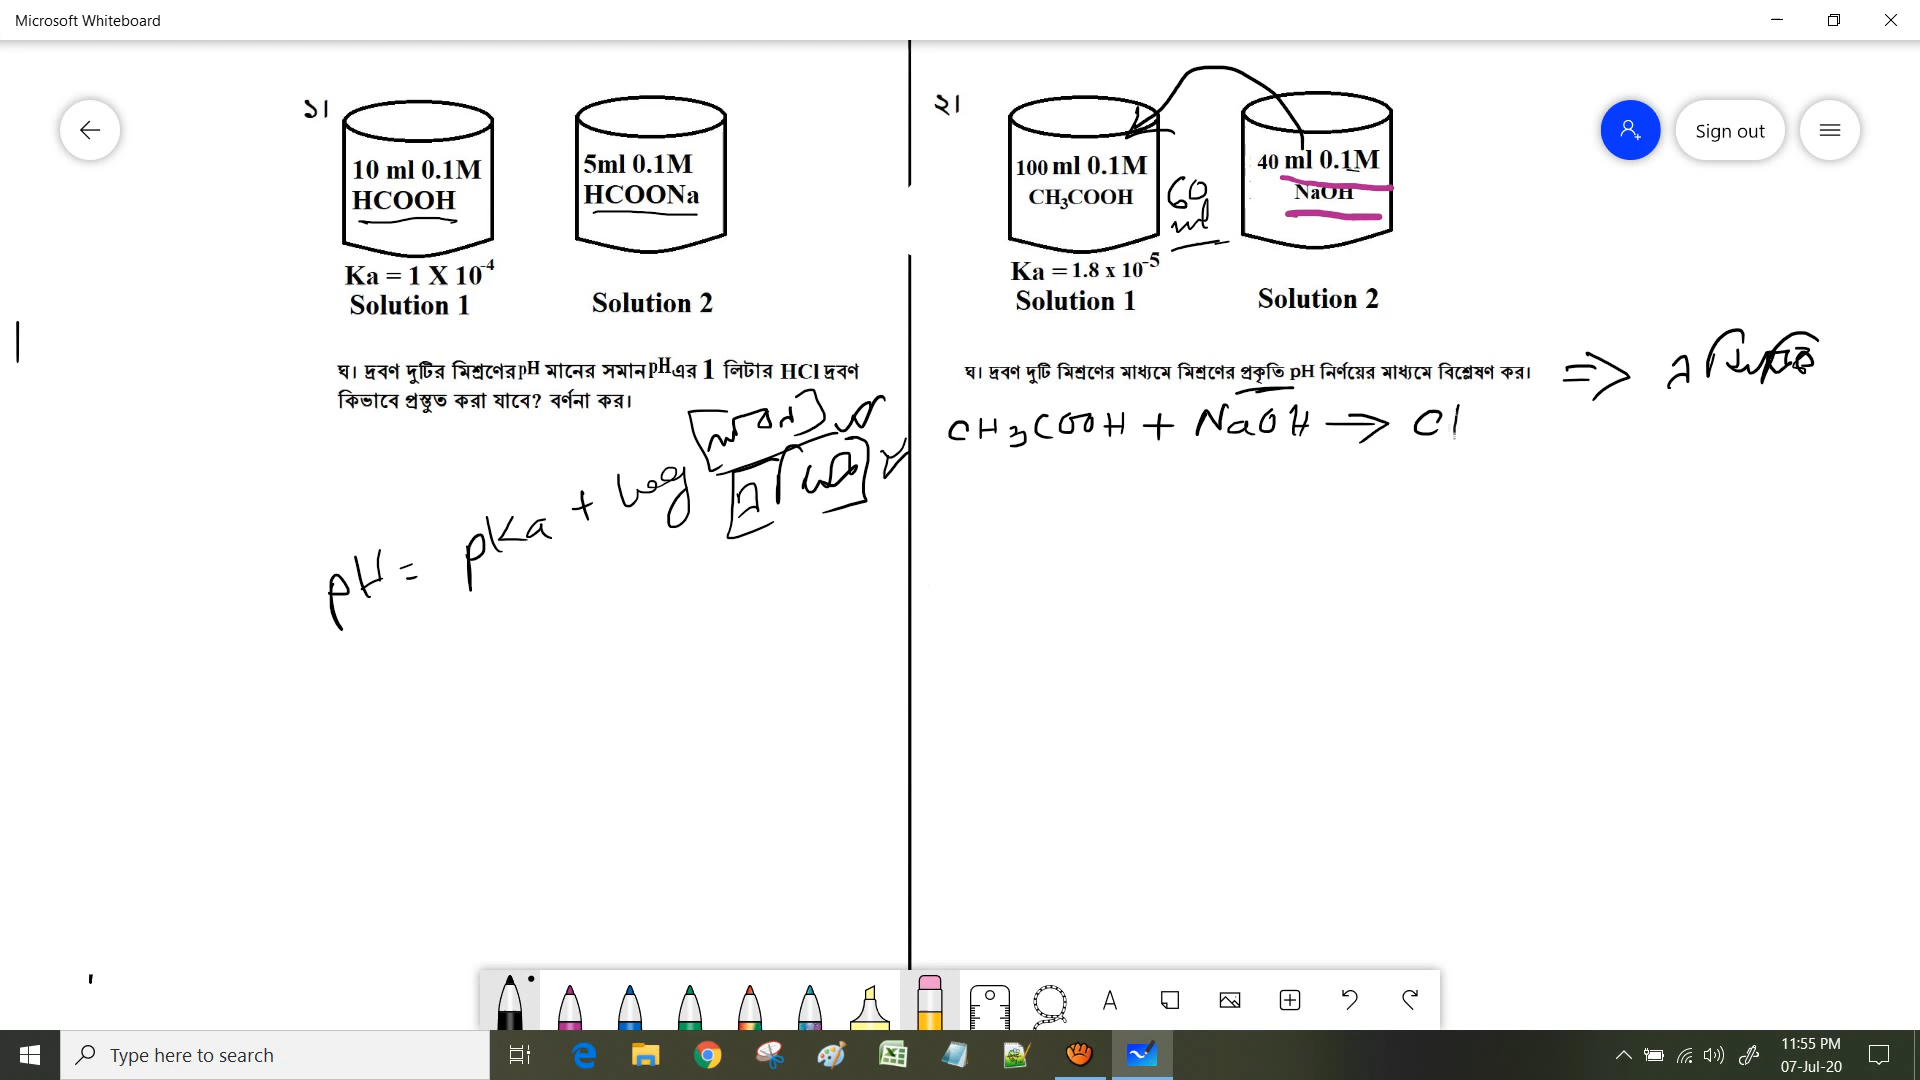 Microsoft Whiteboard
Sign out
১।
10 ml 0.1M
HCOOH
Ka = 1 X 10⁻⁴
Solution 1
5ml 0.1M
HCOONa
Solution 2
ঘ। দ্রবণ দুটির মিশ্রণের pH মানের সমান pH এর 1 লিটার HCl দ্রবণ
কিভাবে প্রস্তুত করা যাবে? বর্ণনা কর।
pH = pKa + log
২।
100 ml 0.1M
CH₃COOH
60
ml
Ka = 1.8 x 10⁻⁵
Solution 1
40 ml 0.1M
NaOH
Solution 2
ঘ। দ্রবণ দুটি মিশ্রণের মাধ্যমে মিশ্রণের প্রকৃতি pH নির্ণয়ের মাধ্যমে বিশ্লেষণ কর। ⇒
CH₃COOH + NaOH → Cl
A
Type here to search
11:55 PM
07-Jul-20